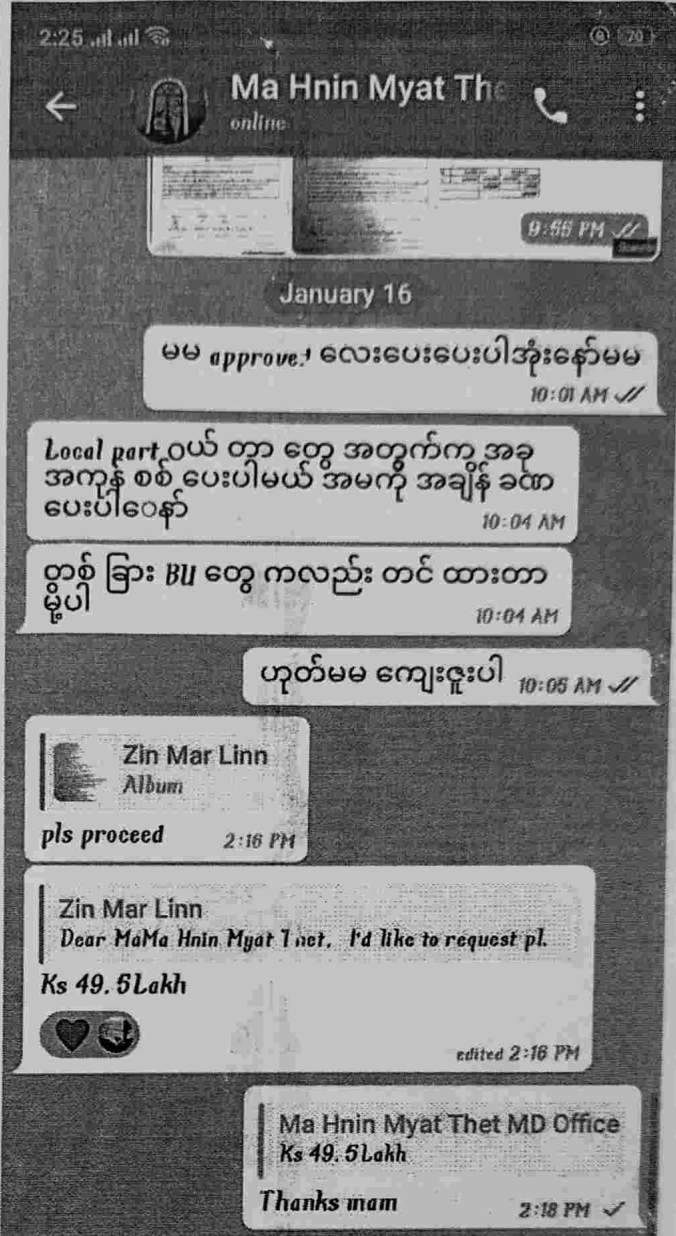 2:25
70
Ma Hnin Myat The
online
9:55 PM
January 16
မမ approve လေးပေးပေးပါအုံးနော်မမ
10:01 AM
Local part ဝယ် တာ တွေ အတွက်က အခု
အကုန် စစ် ပေးပါမယ် အမကို အချိန် ခဏ
ပေးပါနော်
10:04 AM
တစ် ခြား BU တွေ ကလည်း တင် ထားတာ
မို့ပါ
10:04 AM
ဟုတ်မမ ကျေးဇူးပါ 10:05 AM
Zin Mar Linn
Album
pls proceed 2:16 PM
Zin Mar Linn
Dear MaMa Hnin Myat Thet, I'd like to request pl.
Ks 49.5Lakh
edited 2:16 PM
Ma Hnin Myat Thet MD Office
Ks 49.5Lakh
Thanks mam 2:18 PM